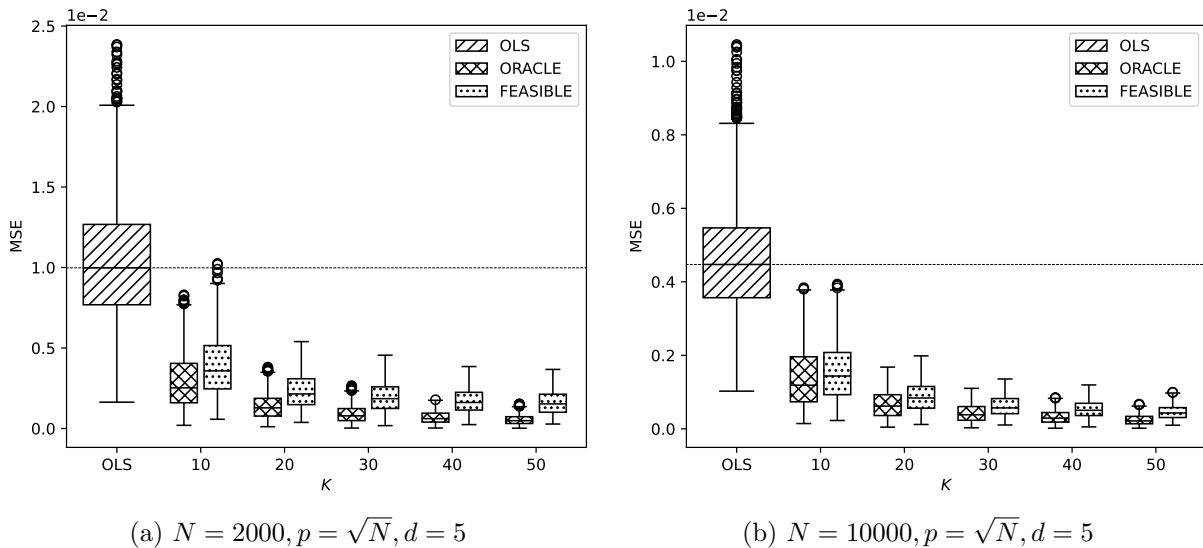 1e−2
2.5
2.0
1.5
1.0
0.5
0.0
MSE
OLS
ORACLE
FEASIBLE
OLS 10 20 30 40 50
K
(a) N = 2000, p = √N, d = 5
1e−2
1.0
0.8
0.6
0.4
0.2
0.0
MSE
OLS
ORACLE
FEASIBLE
OLS 10 20 30 40 50
K
(b) N = 10000, p = √N, d = 5